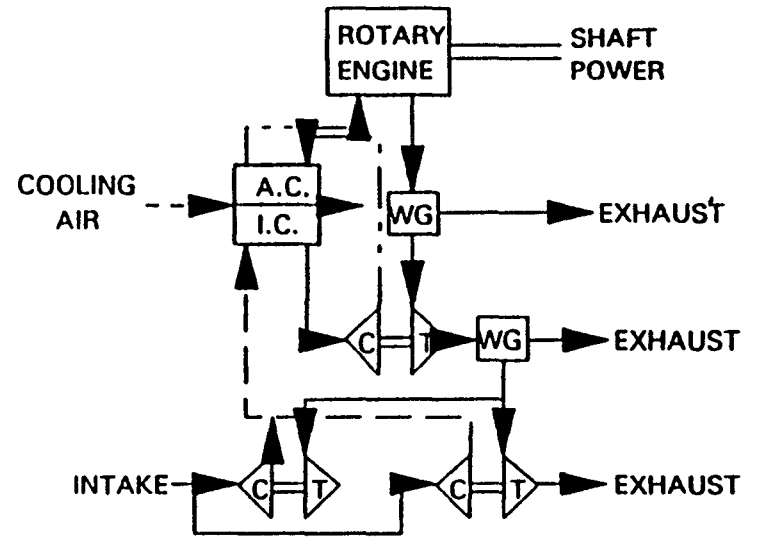 ROTARY
ENGINE
SHAFT
POWER
A.C.
I.C.
COOLING
AIR
WG
EXHAUST
C
T
WG
EXHAUST
INTAKE
C
T
C
T
EXHAUST